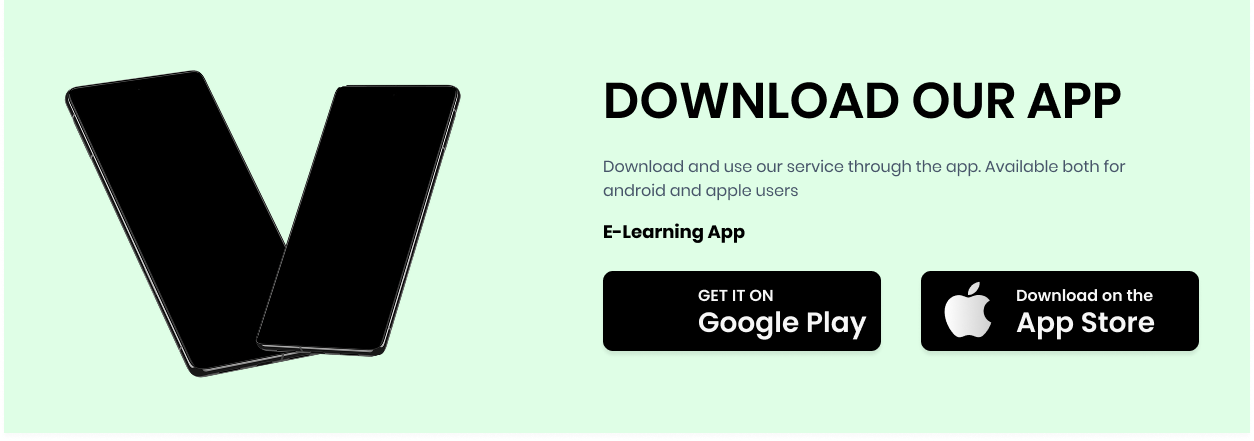 DOWNLOAD OUR APP
Download and use our service through the app. Available both for
android and apple users
E-Learning App
GET IT ON
Google Play
Download on the
App Store